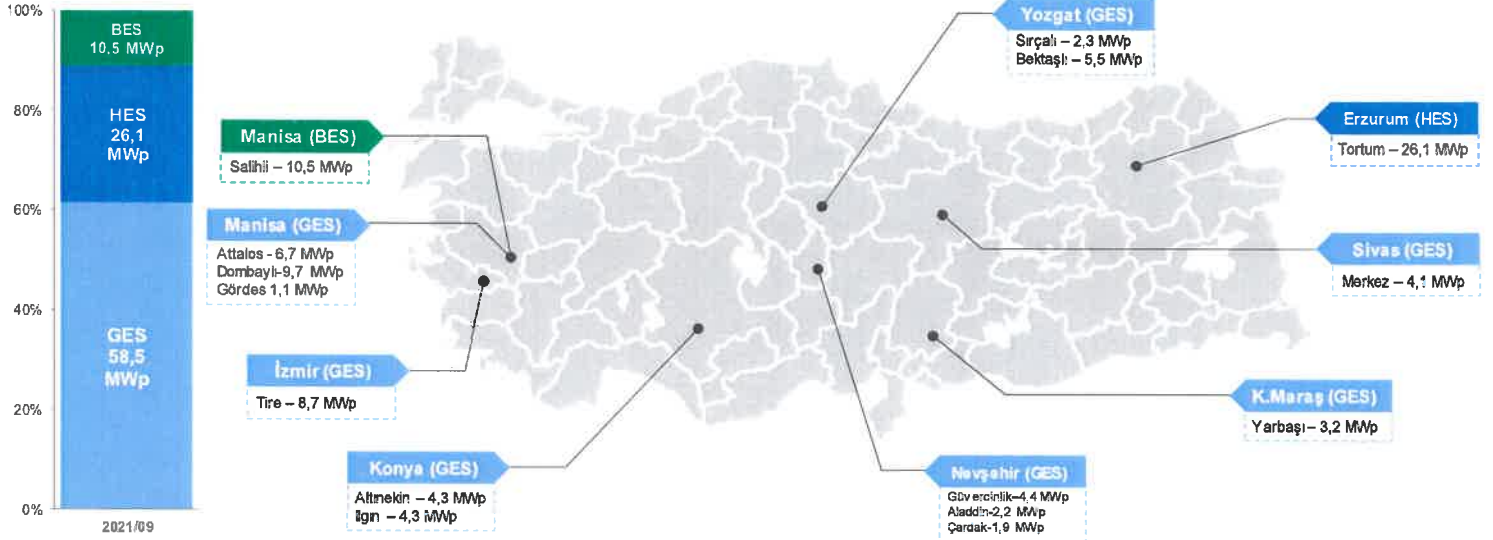 100%
80%
60%
40%
20%
0%
BES
10,5 MWp
HES
26,1
MWp
GES
58,5
MWp
2021/09
Manisa (BES)
Salihli – 10,5 MWp
Manisa (GES)
Attalos - 6,7 MWp
Dombaylı-9,7 MWp
Gördes 1,1 MWp
İzmir (GES)
Tire – 8,7 MWp
Konya (GES)
Altınekin – 4,3 MWp
Ilgın – 4,3 MWp
Yozgat (GES)
Sırçalı – 2,3 MWp
Bektaşlı – 5,5 MWp
Erzurum (HES)
Tortum – 26,1 MWp
Sivas (GES)
Merkez – 4,1 MWp
K.Maraş (GES)
Yarbaşı – 3,2 MWp
Nevşehir (GES)
Güvercinlik–4,4 MWp
Aladdin-2,2 MWp
Çardak-1,9 MWp